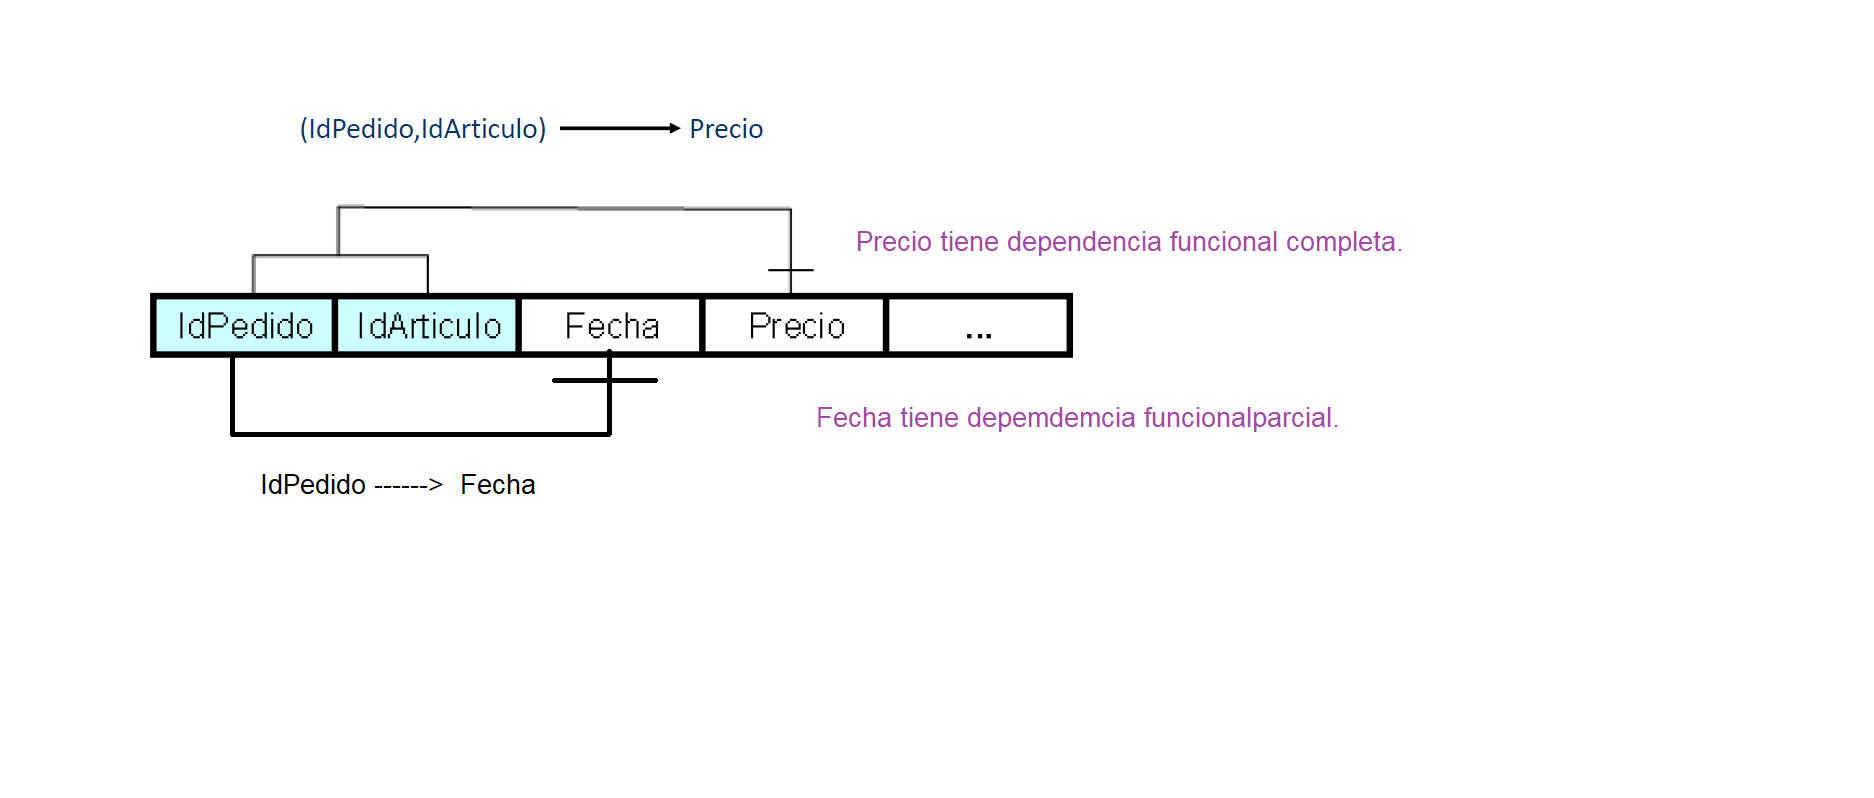 (IdPedido,IdArticulo) Precio
Precio tiene dependencia funcional completa.
IdPedido IdArticulo Fecha Precio ...
Fecha tiene depemdemcia funcionalparcial.
IdPedido ------> Fecha